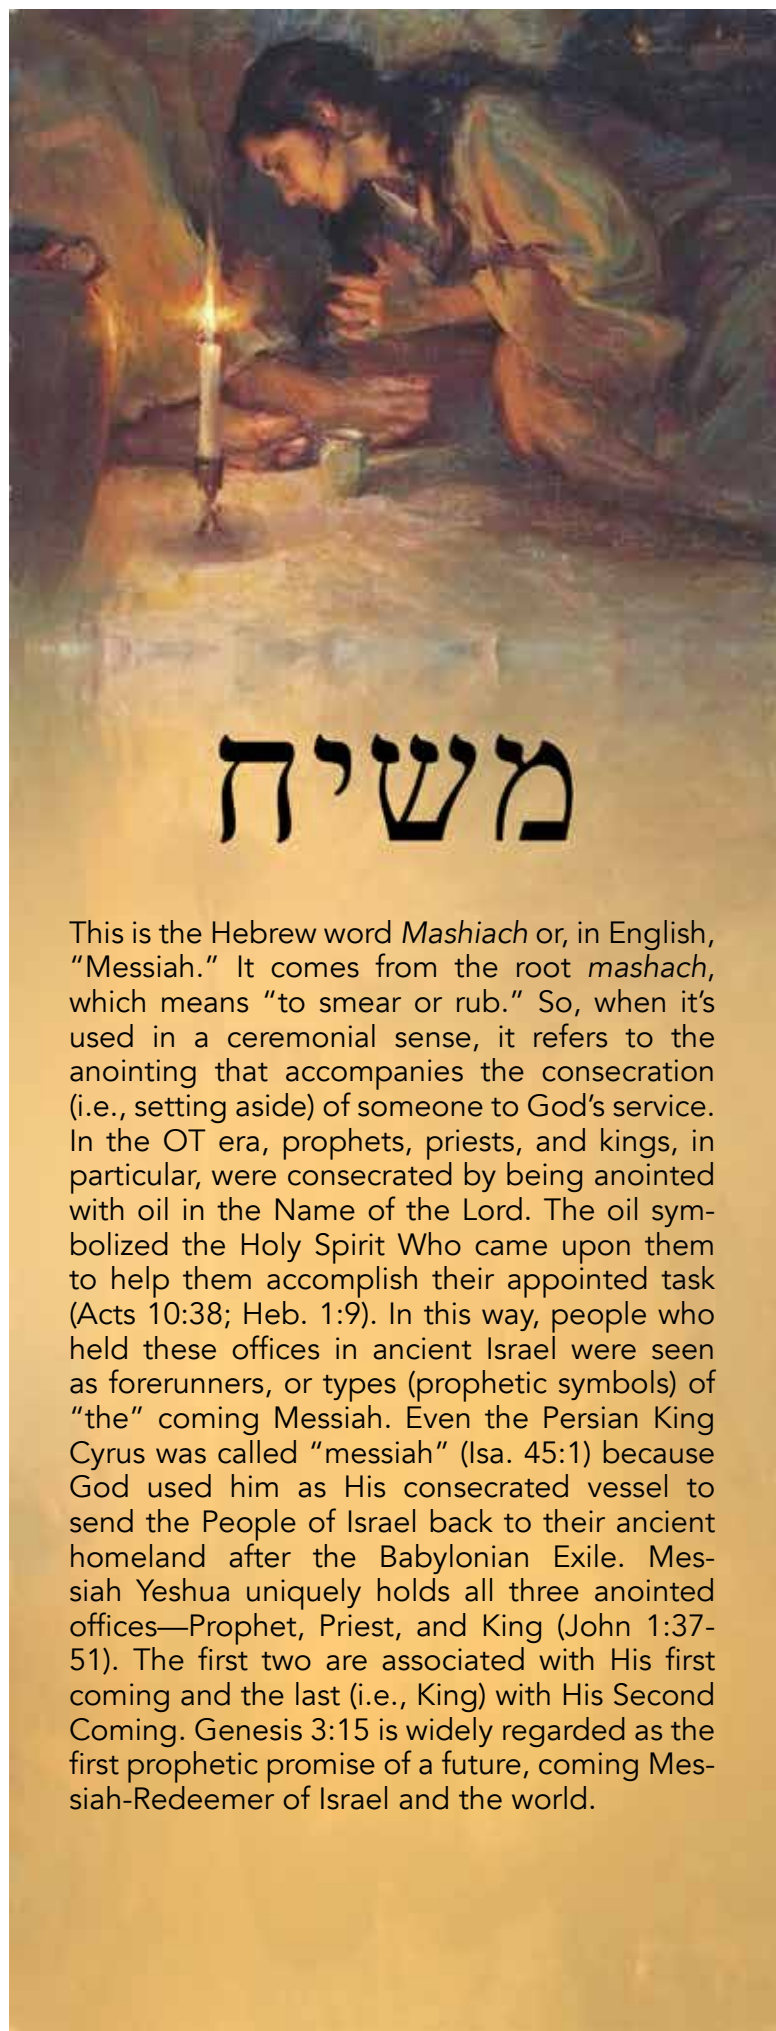 משיח
This is the Hebrew word Mashiach or, in English,
“Messiah.” It comes from the root mashach,
which means “to smear or rub.” So, when it’s
used in a ceremonial sense, it refers to the
anointing that accompanies the consecration
(i.e., setting aside) of someone to God’s service.
In the OT era, prophets, priests, and kings, in
particular, were consecrated by being anointed
with oil in the Name of the Lord. The oil sym-
bolized the Holy Spirit Who came upon them
to help them accomplish their appointed task
(Acts 10:38; Heb. 1:9). In this way, people who
held these offices in ancient Israel were seen
as forerunners, or types (prophetic symbols) of
“the” coming Messiah. Even the Persian King
Cyrus was called “messiah” (Isa. 45:1) because
God used him as His consecrated vessel to
send the People of Israel back to their ancient
homeland after the Babylonian Exile. Mes-
siah Yeshua uniquely holds all three anointed
offices—Prophet, Priest, and King (John 1:37-
51). The first two are associated with His first
coming and the last (i.e., King) with His Second
Coming. Genesis 3:15 is widely regarded as the
first prophetic promise of a future, coming Mes-
siah-Redeemer of Israel and the world.